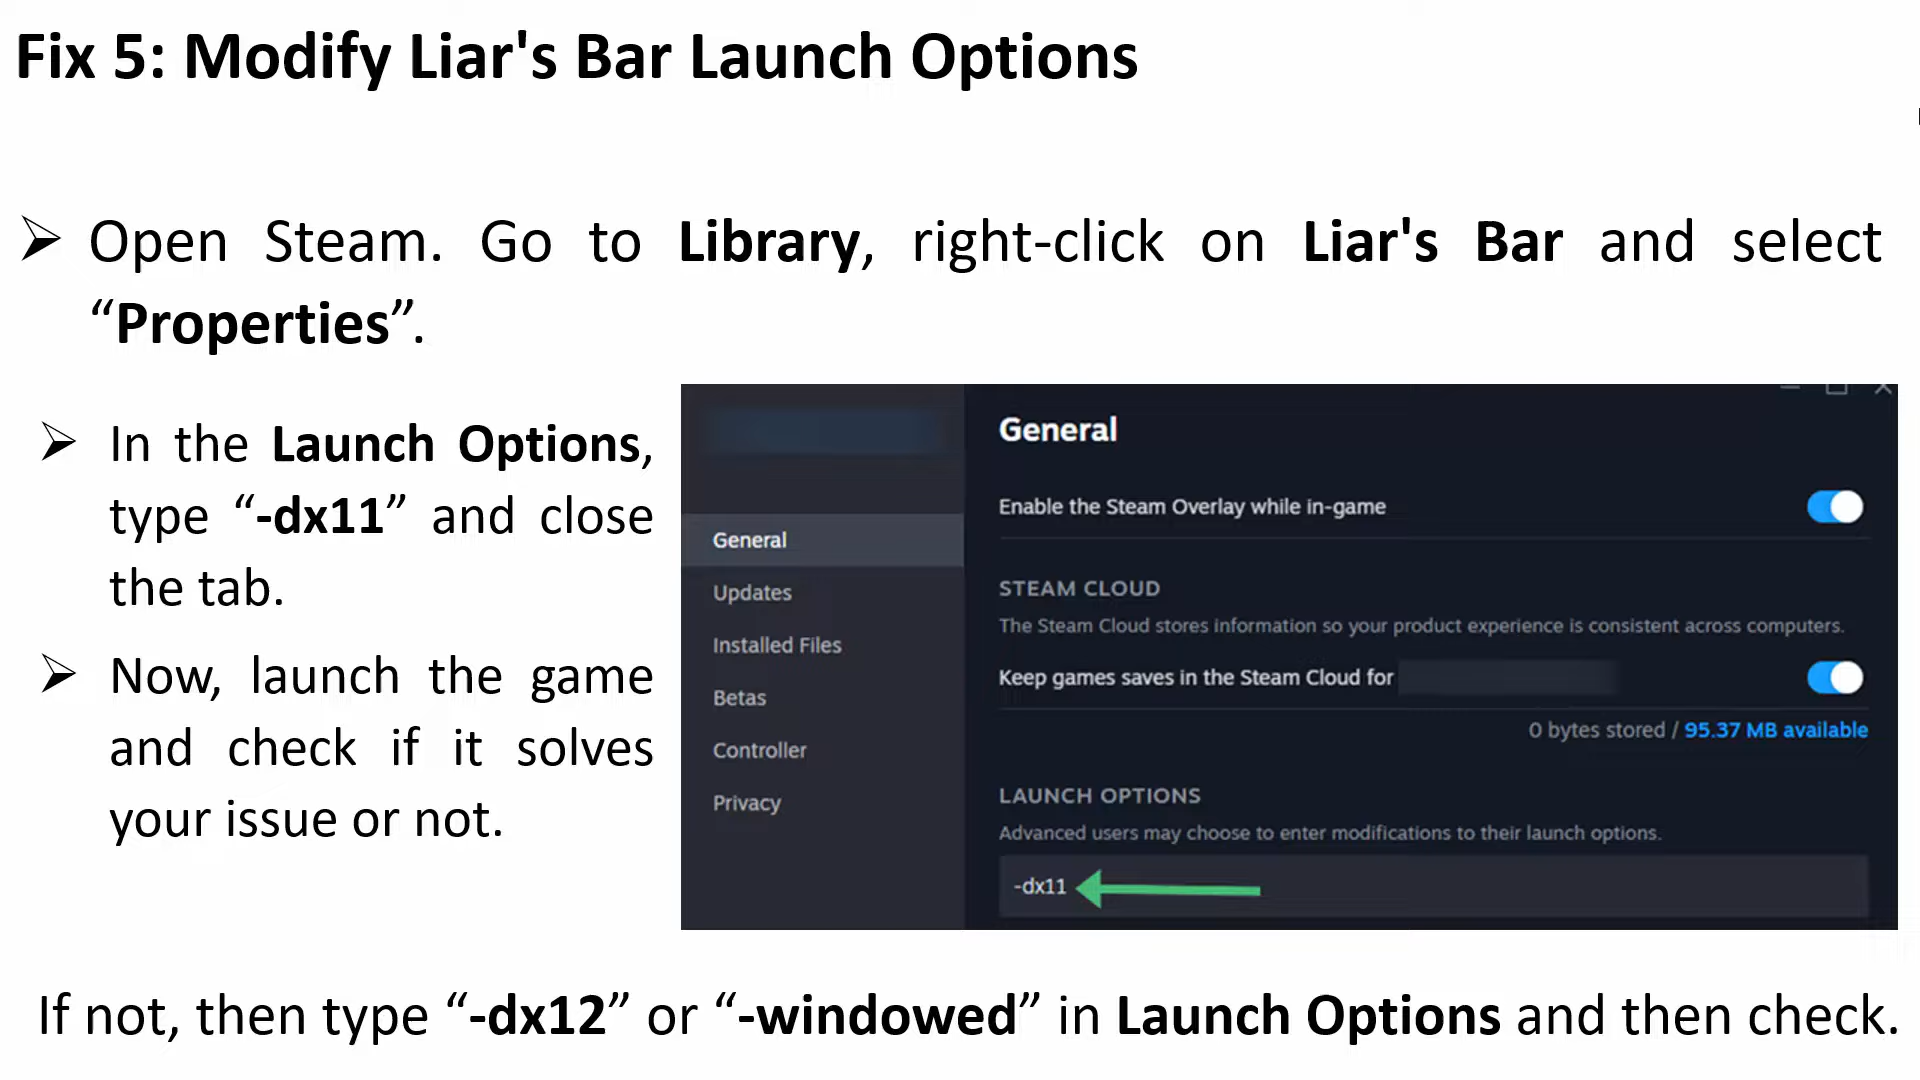 Fix 5: Modify Liar's Bar Launch Options
➢ Open Steam. Go to Library, right-click on Liar's Bar and select
“Properties”.
➢ In the Launch Options,
type “-dx11” and close
the tab.
➢ Now, launch the game
and check if it solves
your issue or not.
General
Updates
Installed Files
Betas
Controller
Privacy
General
Enable the Steam Overlay while in-game
STEAM CLOUD
The Steam Cloud stores information so your product experience is consistent across computers.
Keep games saves in the Steam Cloud for
0 bytes stored / 95.37 MB available
LAUNCH OPTIONS
Advanced users may choose to enter modifications to their launch options.
-dx11
If not, then type “-dx12” or “-windowed” in Launch Options and then check.